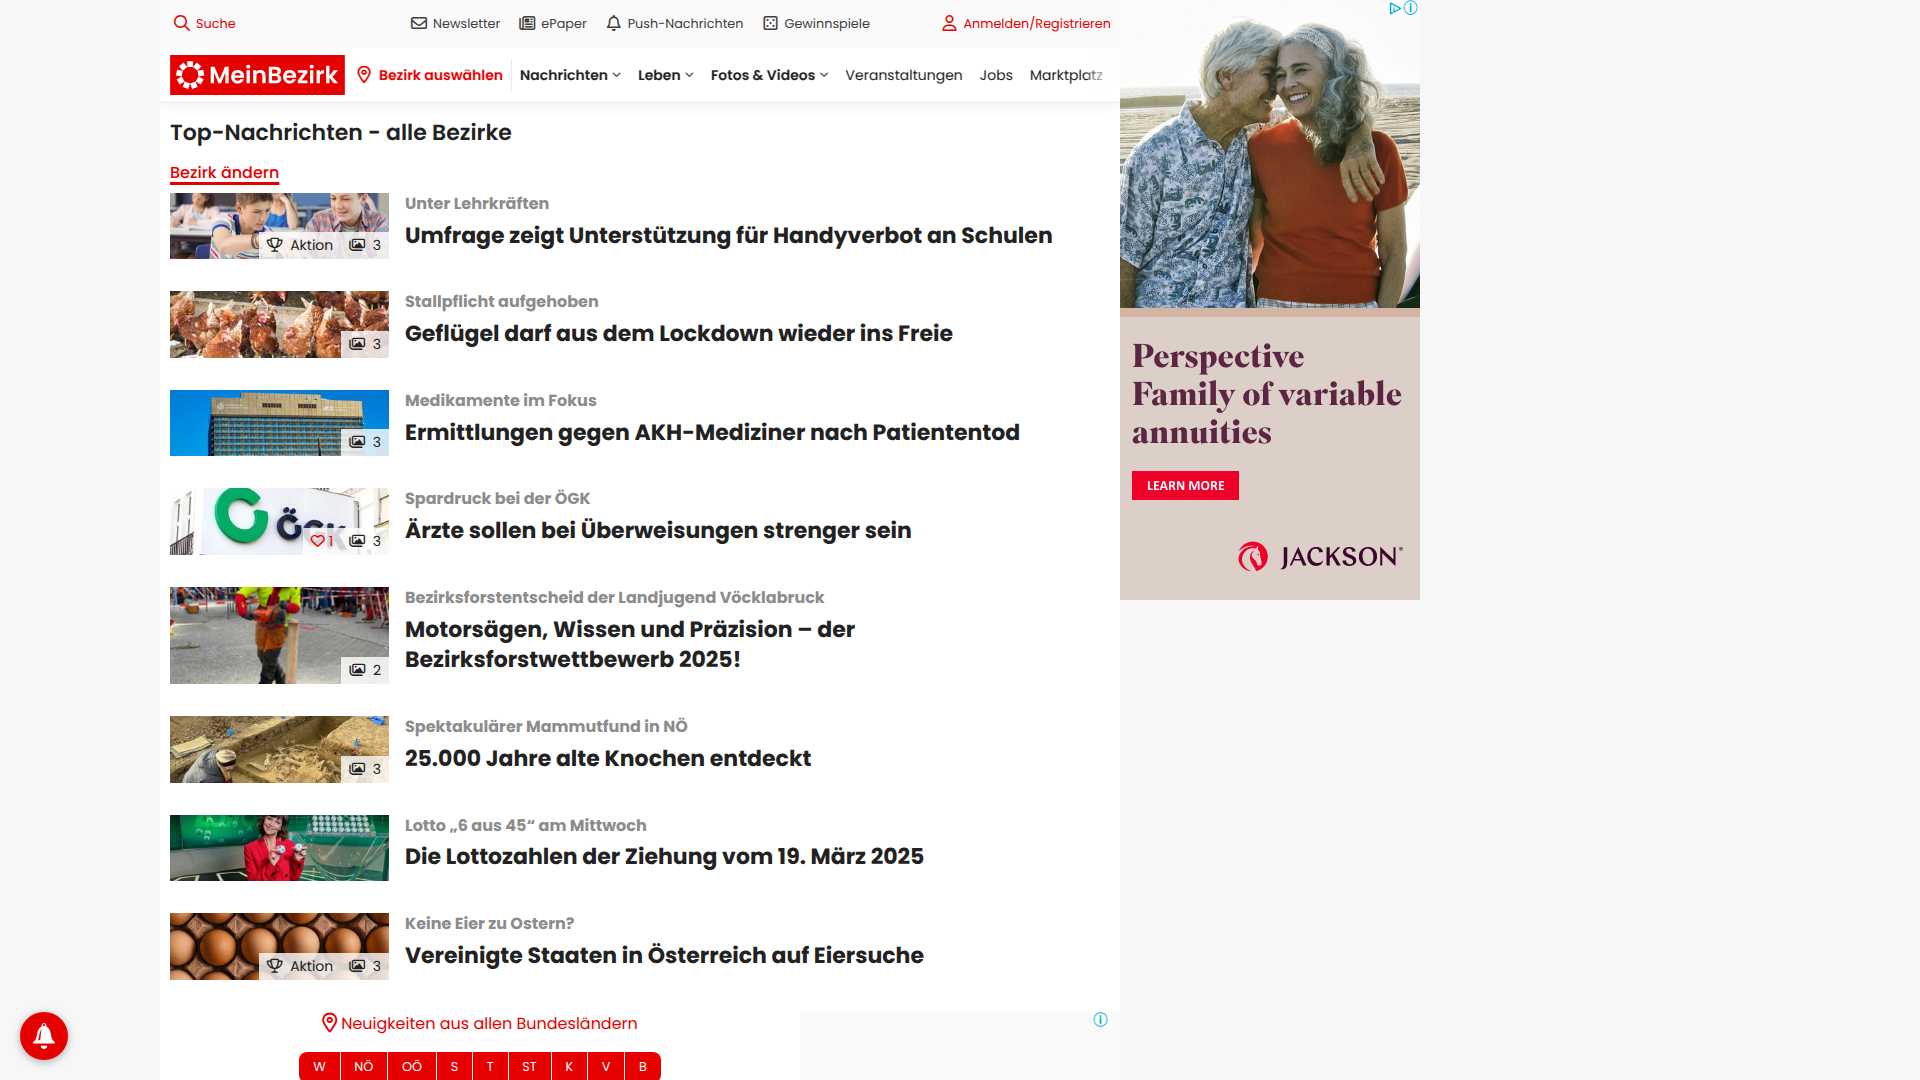 Suche
Newsletter
ePaper
Push-Nachrichten
Gewinnspiele
Anmelden/Registrieren
MeinBezirk
Bezirk auswählen
Nachrichten
Leben
Fotos & Videos
Veranstaltungen
Jobs
Marktplatz
Top-Nachrichten - alle Bezirke
Bezirk ändern
Aktion 3
Unter Lehrkräften
Umfrage zeigt Unterstützung für Handyverbot an Schulen
3
Stallpflicht aufgehoben
Geflügel darf aus dem Lockdown wieder ins Freie
3
Medikamente im Fokus
Ermittlungen gegen AKH-Mediziner nach Patiententod
ÖGK
1 3
Spardruck bei der ÖGK
Ärzte sollen bei Überweisungen strenger sein
2
Bezirksforstentscheid der Landjugend Vöcklabruck
Motorsägen, Wissen und Präzision – der
Bezirksforstwettbewerb 2025!
3
Spektakulärer Mammutfund in NÖ
25.000 Jahre alte Knochen entdeckt
Lotto „6 aus 45“ am Mittwoch
Die Lottozahlen der Ziehung vom 19. März 2025
Aktion 3
Keine Eier zu Ostern?
Vereinigte Staaten in Österreich auf Eiersuche
Neuigkeiten aus allen Bundesländern
W NÖ OÖ S T ST K V B
Perspective
Family of variable
annuities
LEARN MORE
JACKSON®